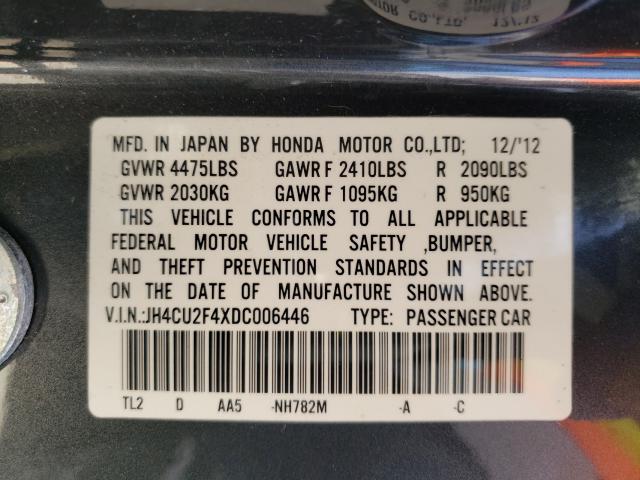 MFD. IN JAPAN BY HONDA MOTOR CO.,LTD; 12/'12
GVWR 4475LBS GAWR F 2410LBS R 2090LBS
GVWR 2030KG GAWR F 1095KG R 950KG
THIS VEHICLE CONFORMS TO ALL APPLICABLE
FEDERAL MOTOR VEHICLE SAFETY ,BUMPER,
AND THEFT PREVENTION STANDARDS IN EFFECT
ON THE DATE OF MANUFACTURE SHOWN ABOVE.
V.I.N.:JH4CU2F4XDC006446 TYPE: PASSENGER CAR
TL2 D AA5 -NH782M -A -C